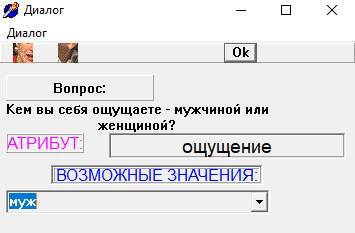 Диалог
Диалог
Ok
Вопрос:
Кем вы себя ощущаете - мужчиной или
женщиной?
АТРИБУТ:
ощущение
ВОЗМОЖНЫЕ ЗНАЧЕНИЯ:
муж